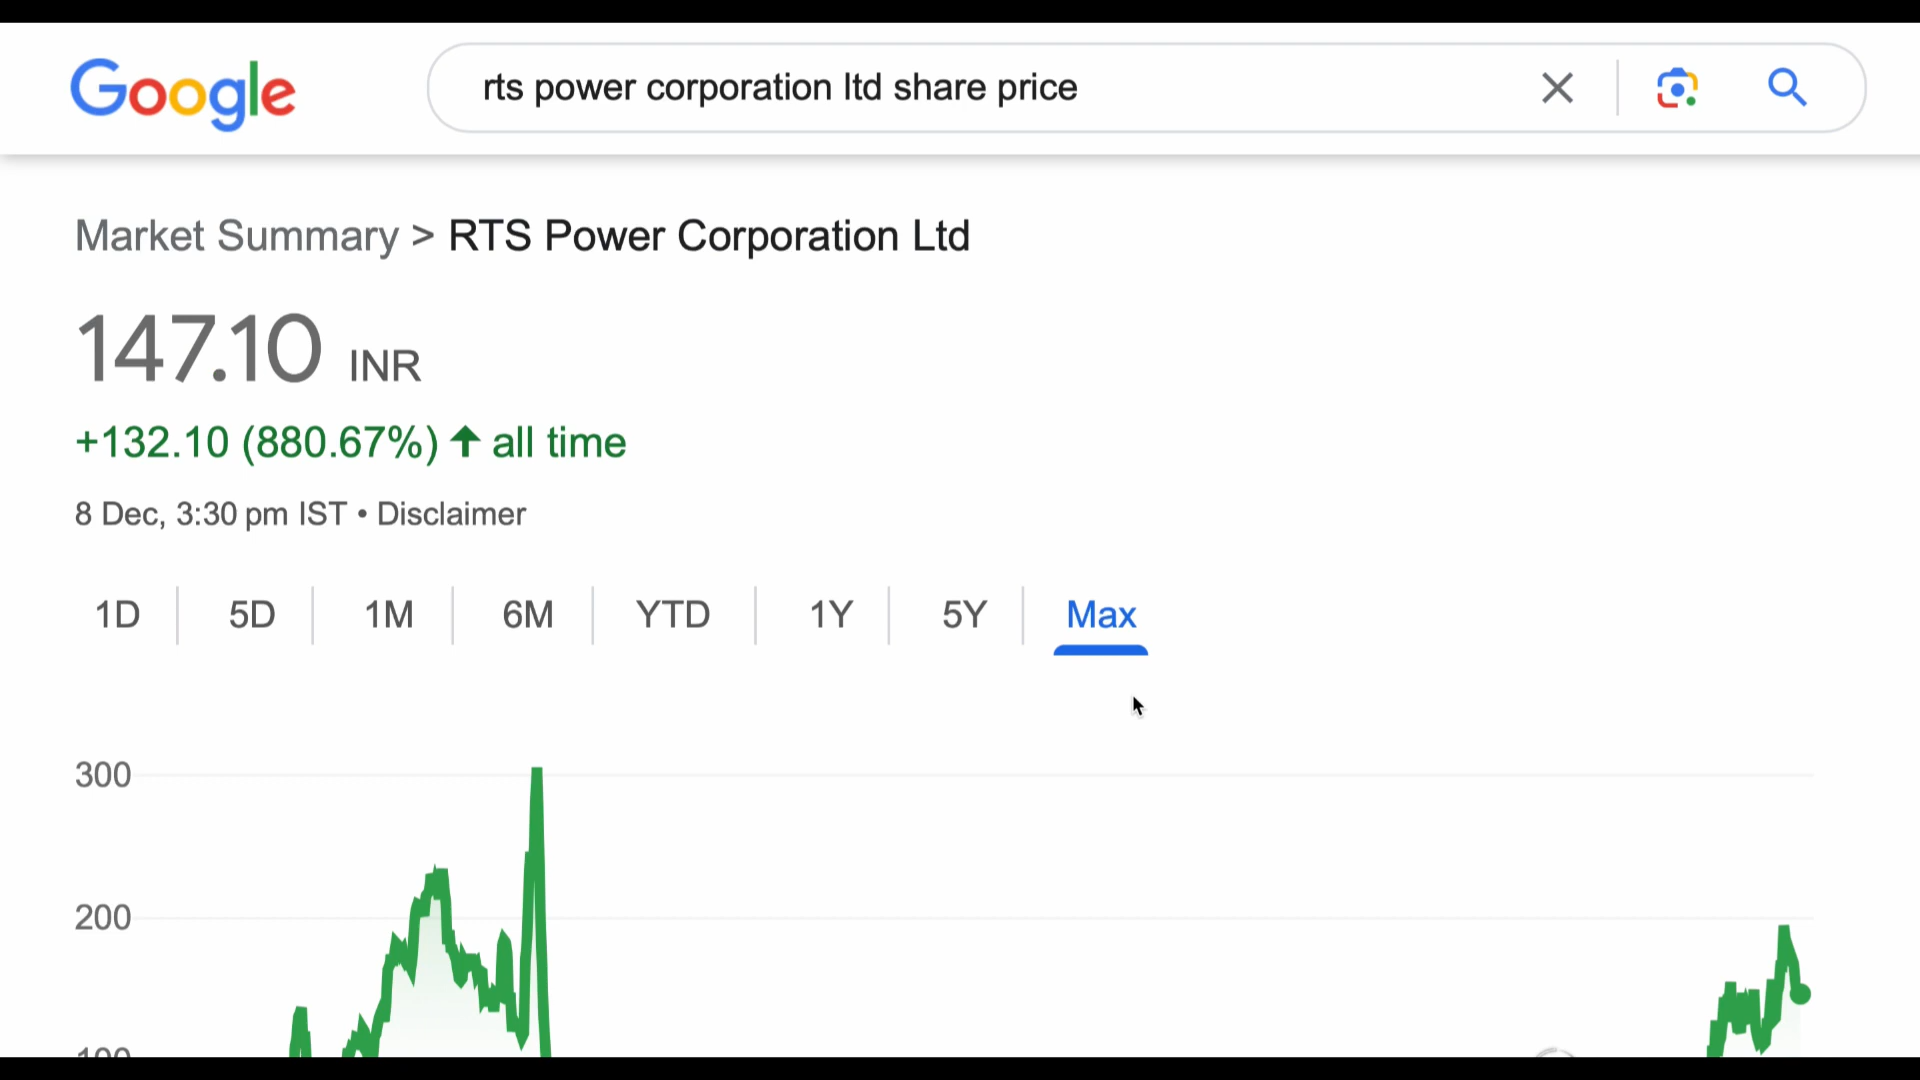 Google
rts power corporation ltd share price
Market Summary > RTS Power Corporation Ltd
147.10 INR
+132.10 (880.67%) ↑ all time
8 Dec, 3:30 pm IST • Disclaimer
1D 5D 1M 6M YTD 1Y 5Y Max
300
200
100